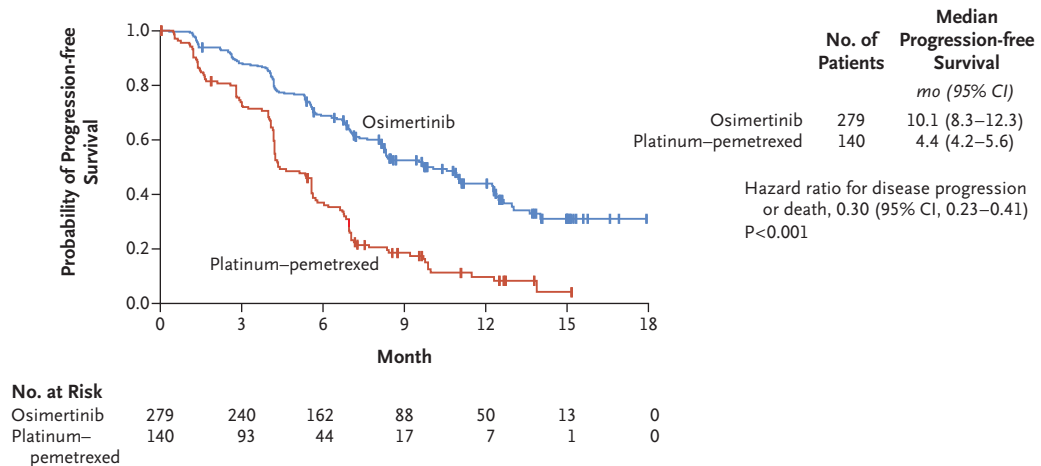 Probability of Progression-free
Survival
1.0
0.8
0.6
0.4
0.2
0.0
0 3 6 9 12 15 18
Month
Osimertinib
Platinum–pemetrexed
No. of
Patients
Median
Progression-free
Survival
mo (95% CI)
Osimertinib 279 10.1 (8.3–12.3)
Platinum–pemetrexed 140 4.4 (4.2–5.6)
Hazard ratio for disease progression
or death, 0.30 (95% CI, 0.23–0.41)
P<0.001
No. at Risk
Osimertinib 279 240 162 88 50 13 0
Platinum– 140 93 44 17 7 1 0
pemetrexed